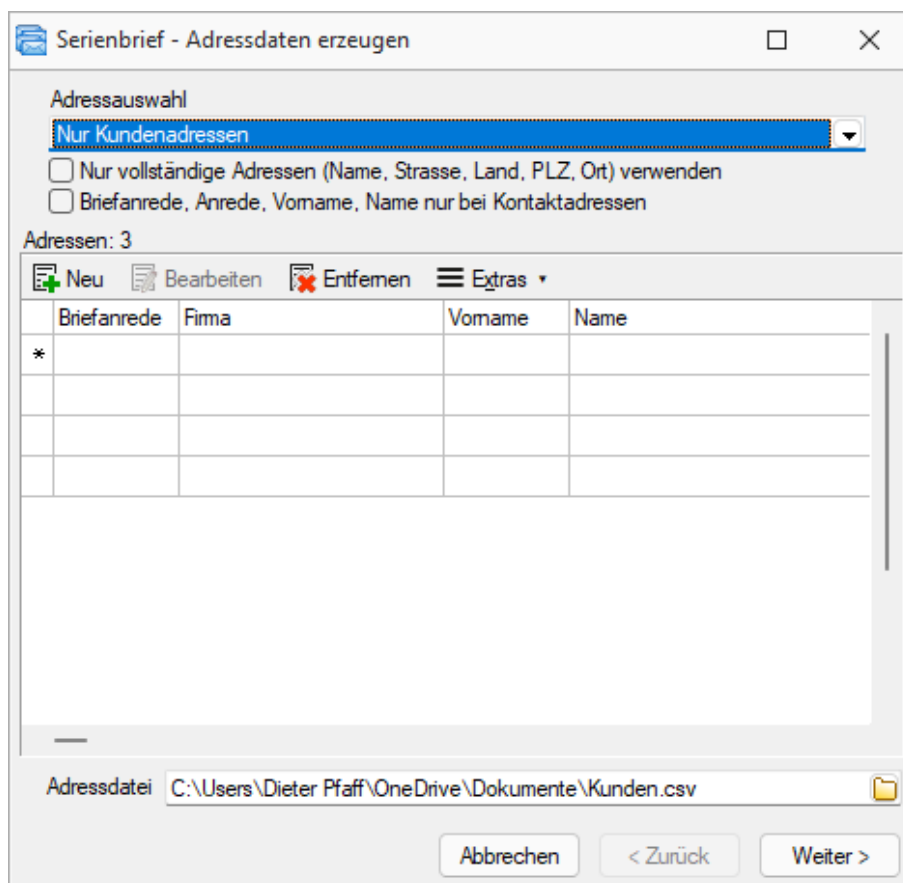 Serienbrief - Adressdaten erzeugen
Adressauswahl
Nur Kundenadressen
Nur vollständige Adressen (Name, Strasse, Land, PLZ, Ort) verwenden
Briefanrede, Anrede, Vorname, Name nur bei Kontaktadressen
Adressen: 3
Neu Bearbeiten Entfernen Extras
Briefanrede Firma Vorname Name
*
Adressdatei C:\Users\Dieter Pfaff\OneDrive\Dokumente\Kunden.csv
Abbrechen < Zurück Weiter >